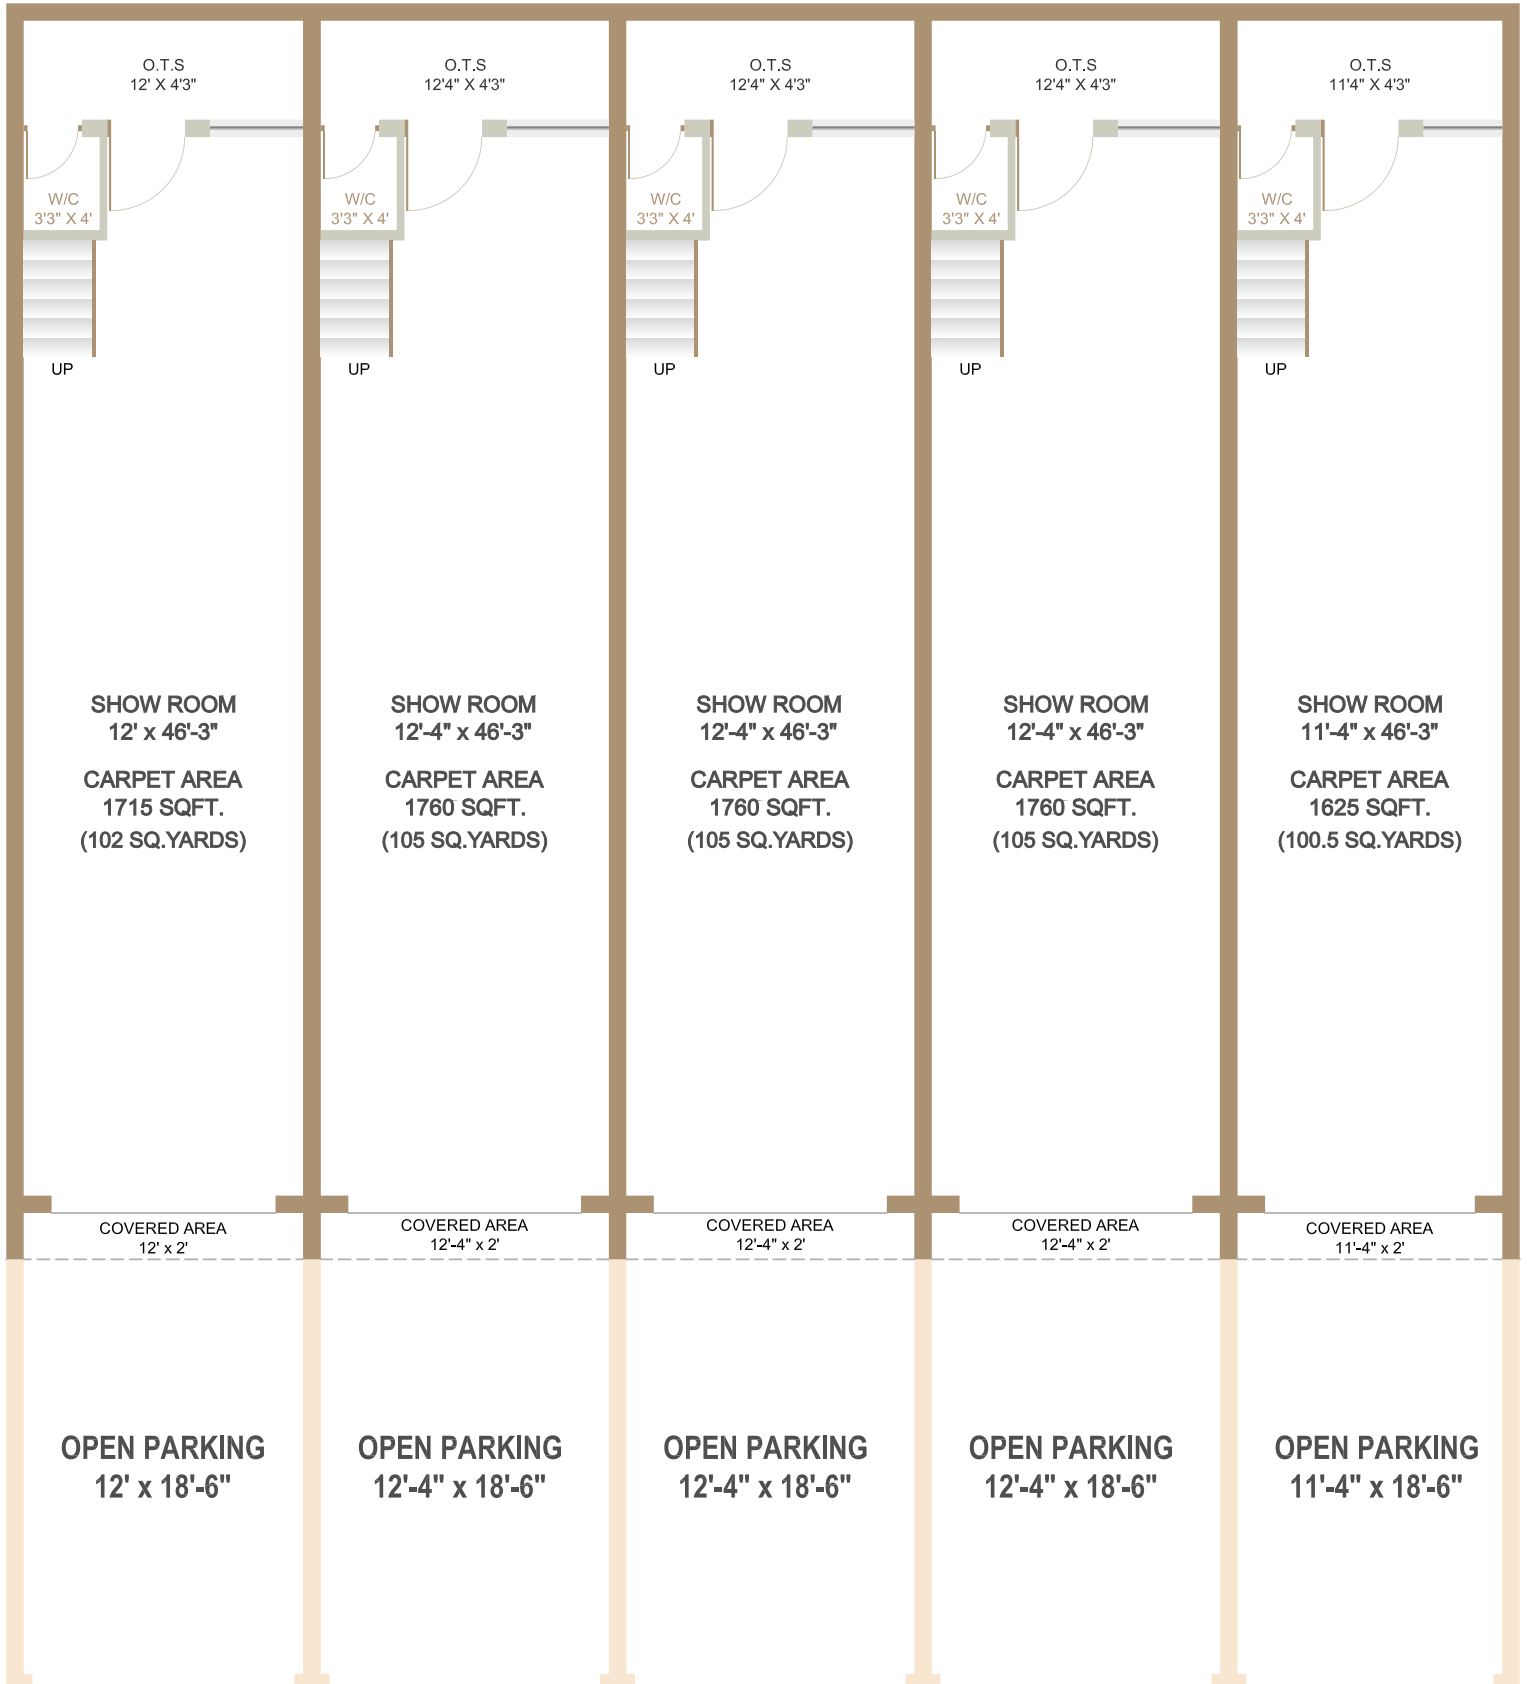 O.T.S
12' X 4'3"
O.T.S
12'4" X 4'3"
O.T.S
12'4" X 4'3"
O.T.S
12'4" X 4'3"
O.T.S
11'4" X 4'3"
W/C
3'3" X 4'
W/C
3'3" X 4'
W/C
3'3" X 4'
W/C
3'3" X 4'
W/C
3'3" X 4'
UP
UP
UP
UP
UP
SHOW ROOM
12' x 46'-3"
CARPET AREA
1715 SQFT.
(102 SQ.YARDS)
SHOW ROOM
12'-4" x 46'-3"
CARPET AREA
1760 SQFT.
(105 SQ.YARDS)
SHOW ROOM
12'-4" x 46'-3"
CARPET AREA
1760 SQFT.
(105 SQ.YARDS)
SHOW ROOM
12'-4" x 46'-3"
CARPET AREA
1760 SQFT.
(105 SQ.YARDS)
SHOW ROOM
11'-4" x 46'-3"
CARPET AREA
1625 SQFT.
(100.5 SQ.YARDS)
COVERED AREA
12' x 2'
COVERED AREA
12'-4" x 2'
COVERED AREA
12'-4" x 2'
COVERED AREA
12'-4" x 2'
COVERED AREA
11'-4" x 2'
OPEN PARKING
12' x 18'-6"
OPEN PARKING
12'-4" x 18'-6"
OPEN PARKING
12'-4" x 18'-6"
OPEN PARKING
12'-4" x 18'-6"
OPEN PARKING
11'-4" x 18'-6"